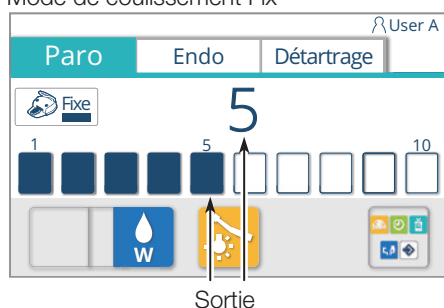 Mode de coulissement Fix
User A
Paro Endo Détartrage
Fixe
5
1 5 10
W
Sortie